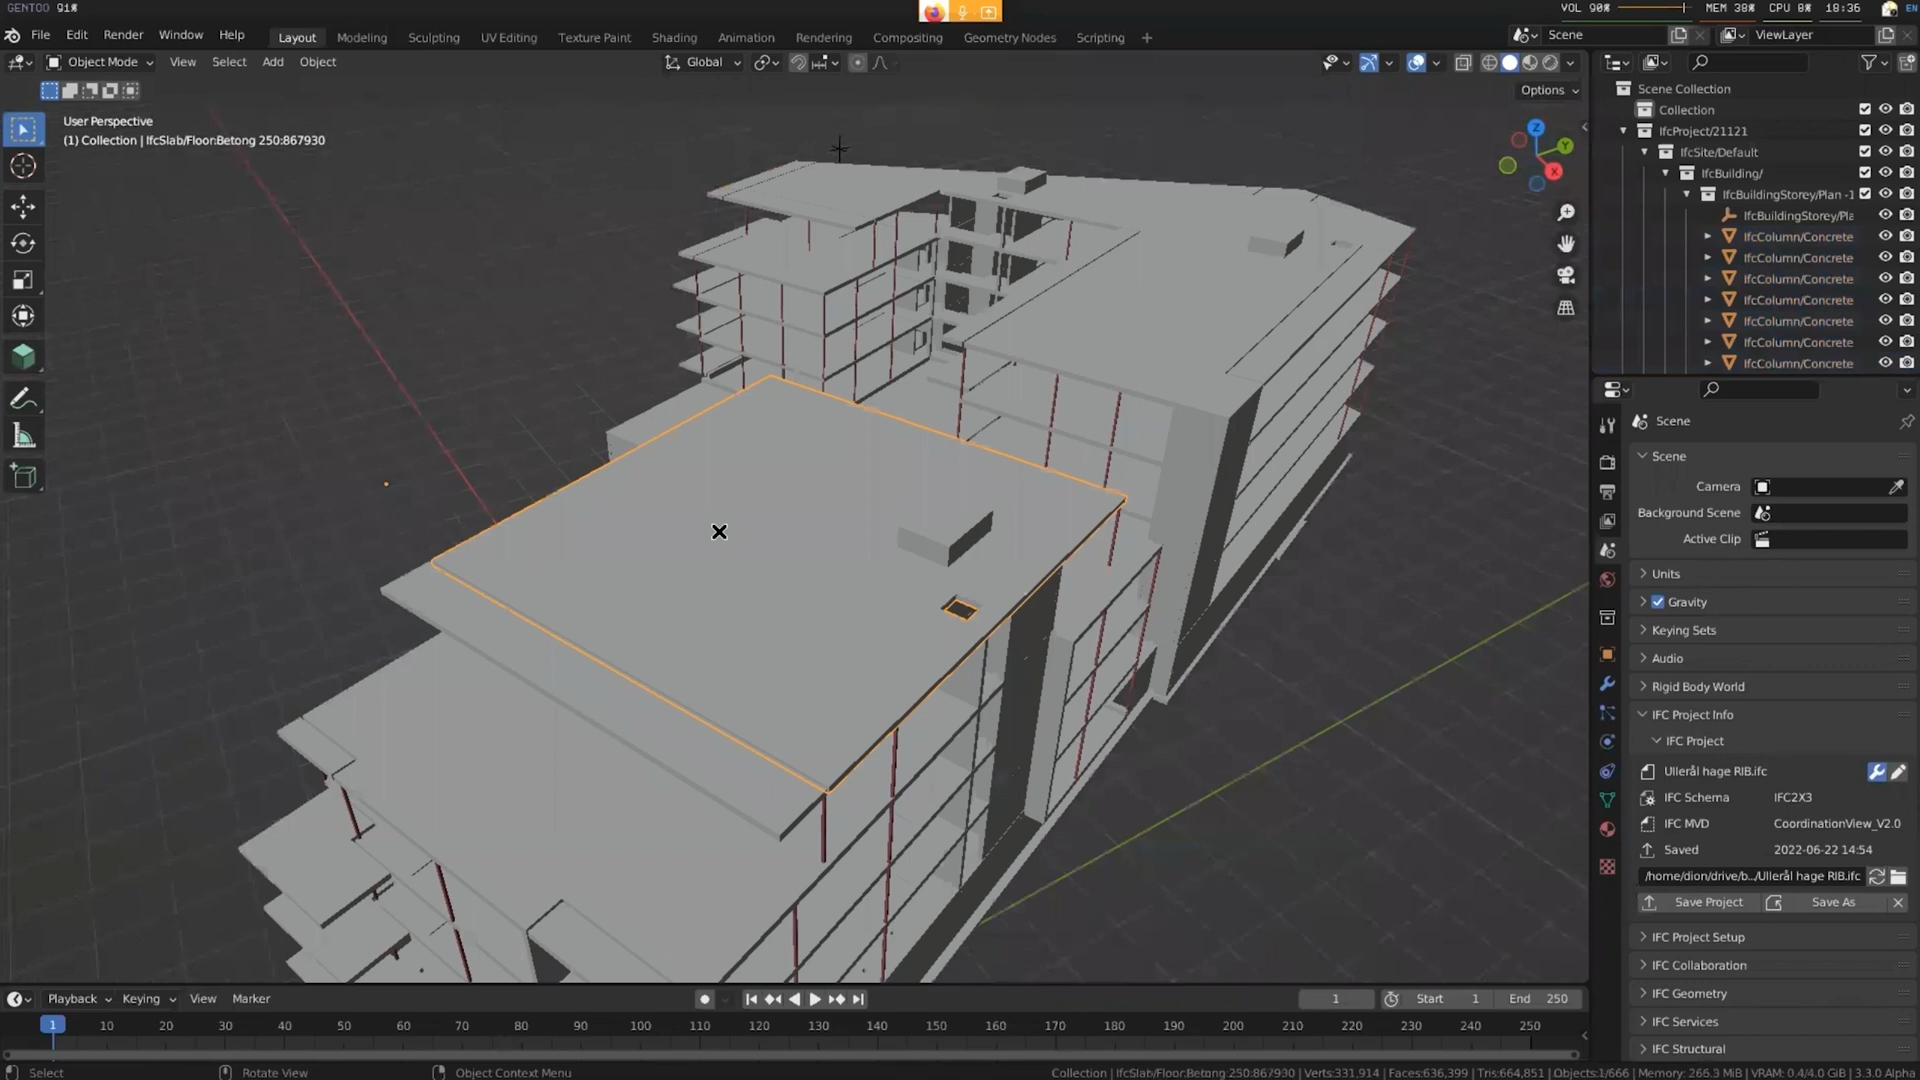 GENTOO 91%
VOL 90% MEM 38% CPU 8% 18:36 EN
File Edit Render Window Help Layout Modeling Sculpting UV Editing Texture Paint Shading Animation Rendering Compositing Geometry Nodes Scripting + Scene ViewLayer
Object Mode View Select Add Object Global
Options
User Perspective
(1) Collection | IfcSlab/Floor:Betong 250:867930
Z
Y
X
Scene Collection
Collection
IfcProject/21121
IfcSite/Default
IfcBuilding/
IfcBuildingStorey/Plan -1
IfcBuildingStorey/Pla
IfcColumn/Concrete
IfcColumn/Concrete
IfcColumn/Concrete
IfcColumn/Concrete
IfcColumn/Concrete
IfcColumn/Concrete
IfcColumn/Concrete
Scene
Scene
Camera
Background Scene
Active Clip
Units
Gravity
Keying Sets
Audio
Rigid Body World
IFC Project Info
IFC Project
Ullerål hage RIB.ifc
IFC Schema IFC2X3
IFC MVD CoordinationView_V2.0
Saved 2022-06-22 14:54
/home/dion/drive/b../Ullerål hage RIB.ifc
Save Project Save As
IFC Project Setup
IFC Collaboration
IFC Geometry
IFC Services
IFC Structural
Playback Keying View Marker 1 Start 1 End 250
1 10 20 30 40 50 60 70 80 90 100 110 120 130 140 150 160 170 180 190 200 210 220 230 240 250
Select Rotate View Object Context Menu Collection | IfcSlab/Floor:Betong 250:867930 | Verts:331,914 | Faces:636,399 | Tris:664,851 | Objects:1/666 | Memory: 266.3 MiB | VRAM: 0.4/4.0 GiB | 3.3.0 Alpha